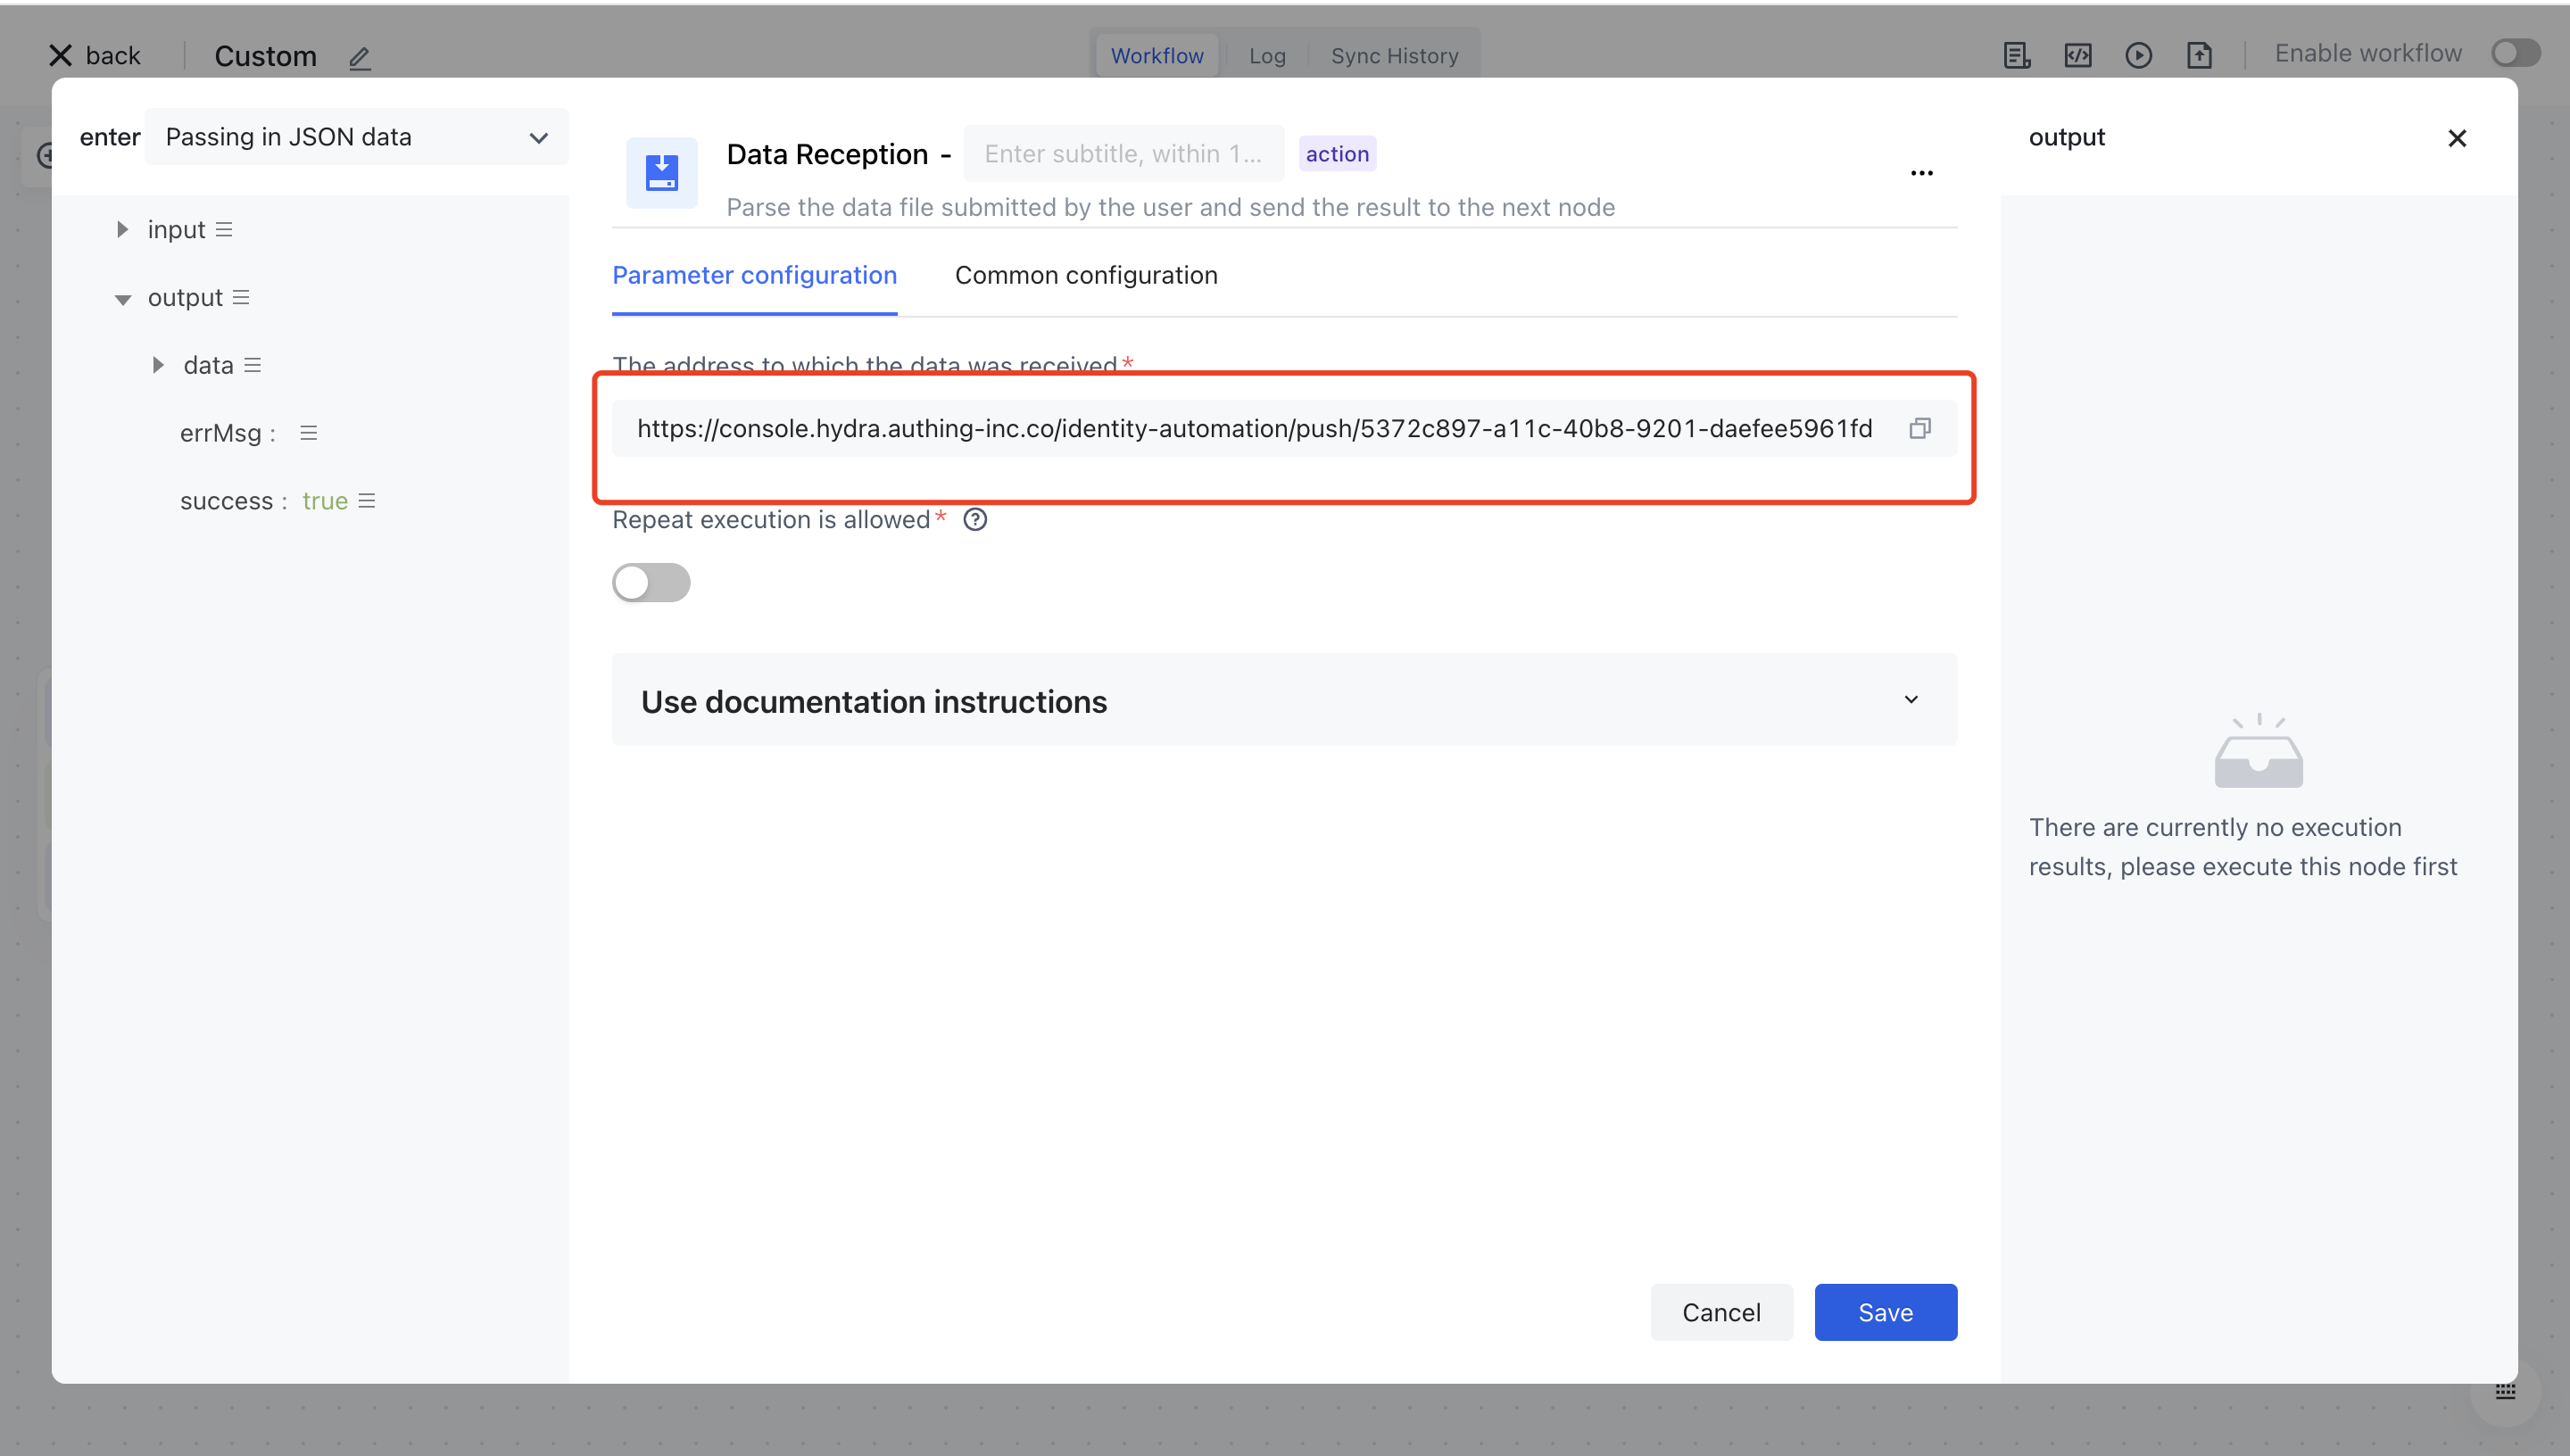 back
Custom
Workflow
Log
Sync History
Enable workflow
enter
Passing in JSON data
input
output
data
errMsg :
success : true
Data Reception -
Enter subtitle, within 1...
action
Parse the data file submitted by the user and send the result to the next node
Parameter configuration
Common configuration
The address to which the data was received*
https://console.hydra.authing-inc.co/identity-automation/push/5372c897-a11c-40b8-9201-daefee5961fd
Repeat execution is allowed*
Use documentation instructions
Cancel
Save
output
There are currently no execution
results, please execute this node first